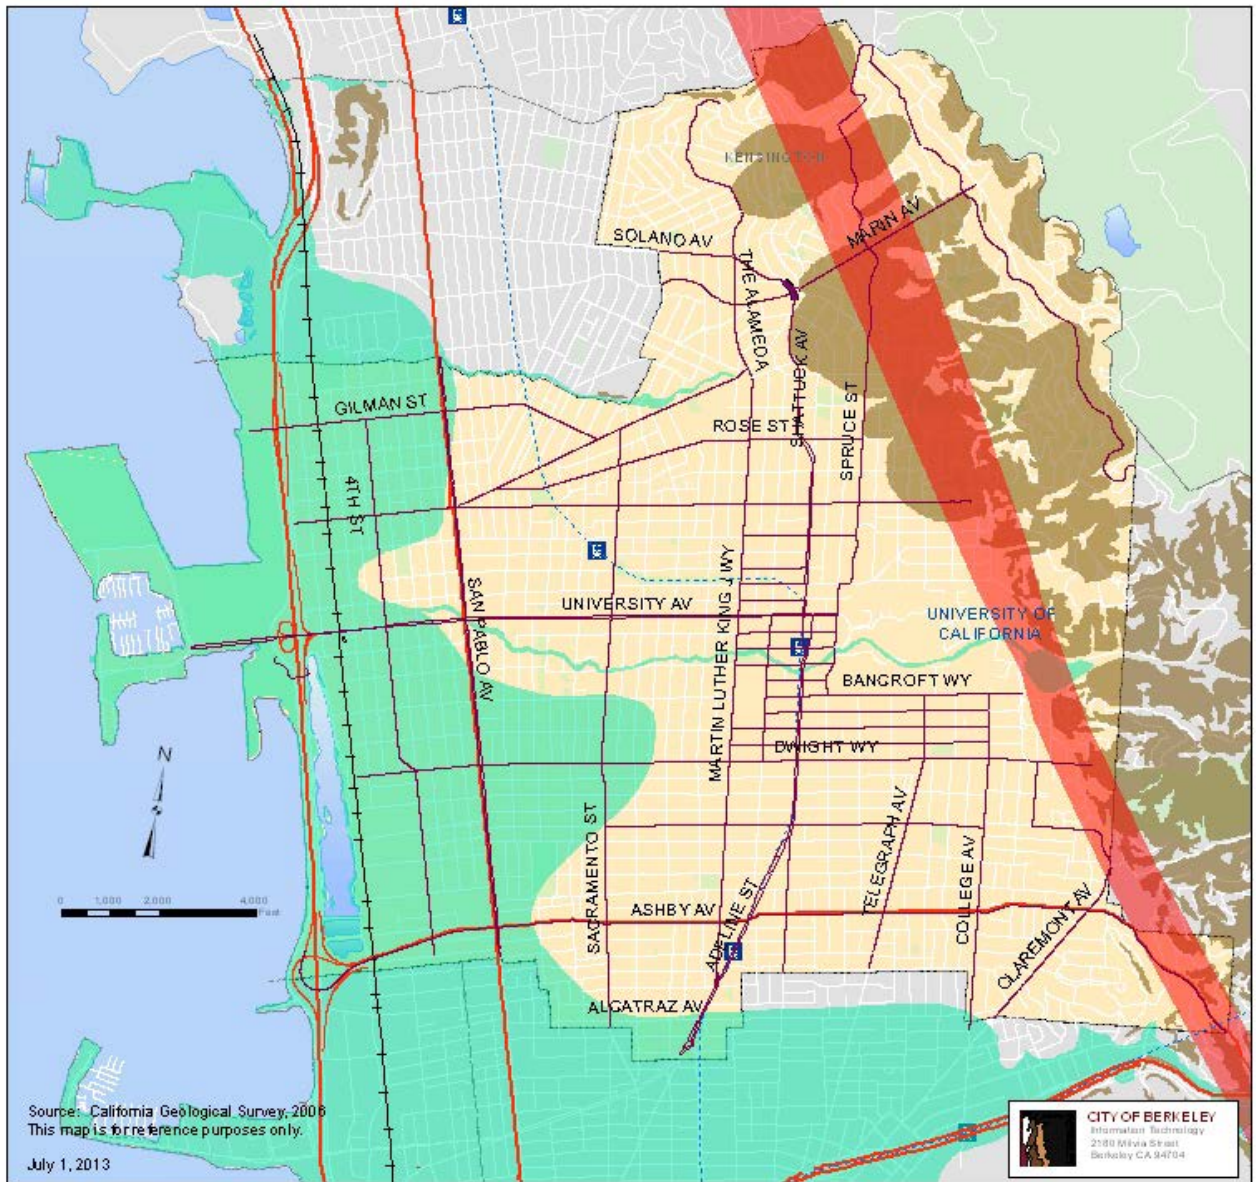 KENSINGTON
SOLANO AV
MARIN AV
THE ALAMEDA
SHATTUCK AV
GILMAN ST
ROSE ST
SPRUCE ST
4TH ST
SAN PABLO AV
MARTIN LUTHER KING J WY
UNIVERSITY AV
UNIVERSITY OF
CALIFORNIA
BANCROFT WY
DWIGHT WY
N
SACRAMENTO ST
TELEGRAPH AV
COLLEGE AV
0 1,000 2,000 4,000
Feet
ASHBY AV
ADELINE ST
CLAREMONT AV
ALCATRAZ AV
Source: California Geological Survey, 2006
This map is for reference purposes only.
July 1, 2013
CITY OF BERKELEY
Information Technology
2180 Milvia Street
Berkeley CA 94704